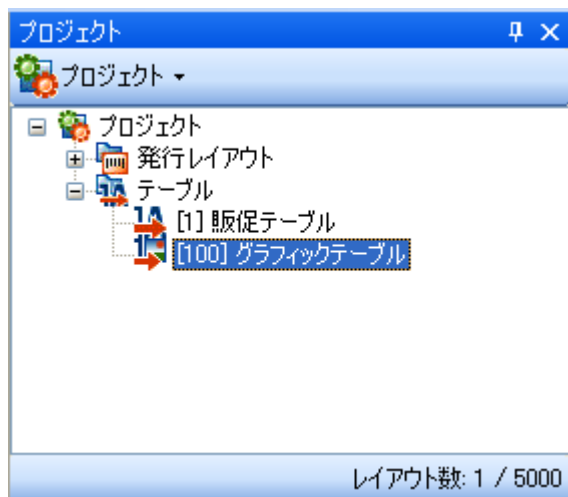 プロジェクト
プロジェクト
プロジェクト
発行レイアウト
テーブル
[1] 販促テーブル
[100] グラフィックテーブル
レイアウト数: 1 / 5000